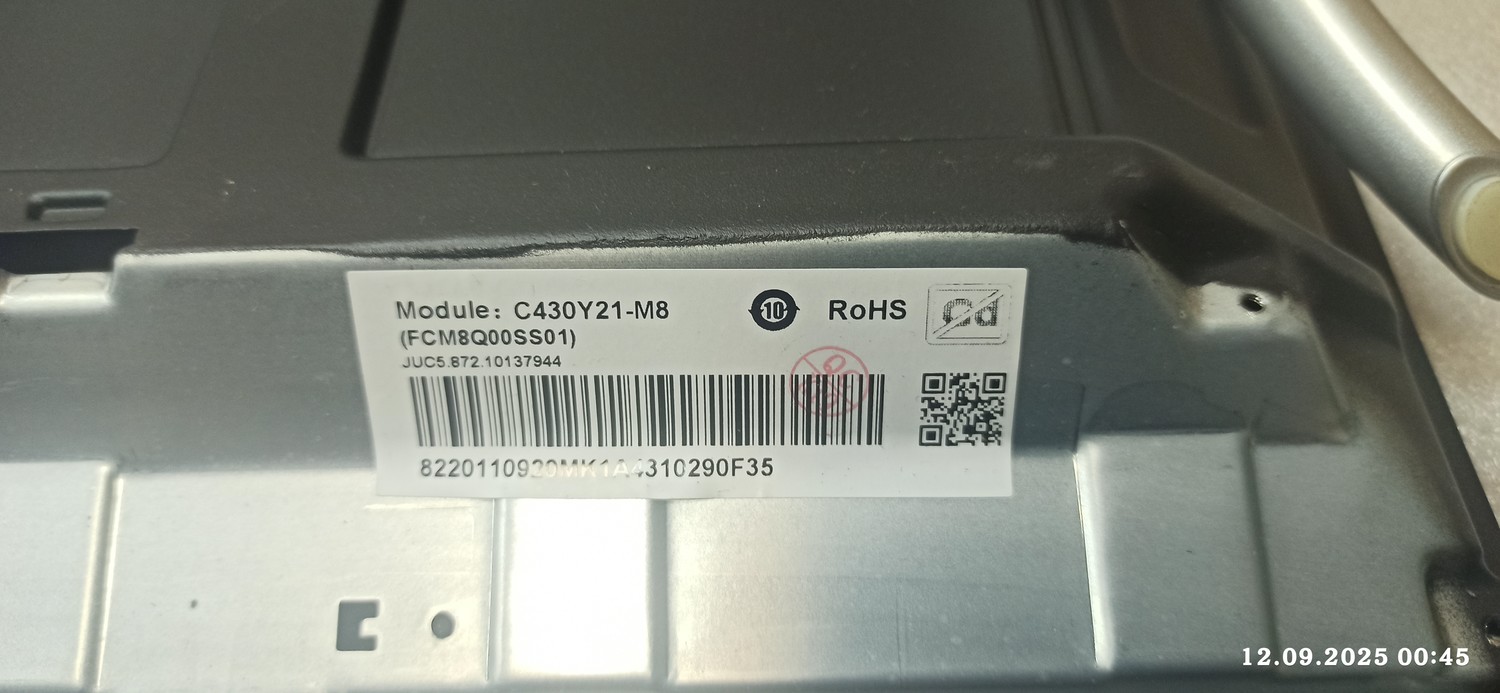 Module: C430Y21-M8
10
RoHS
Cd
(FCM8Q00SS01)
JUC5.872.10137944
8220110920MK1A4310290F35
12.09.2025 00:45